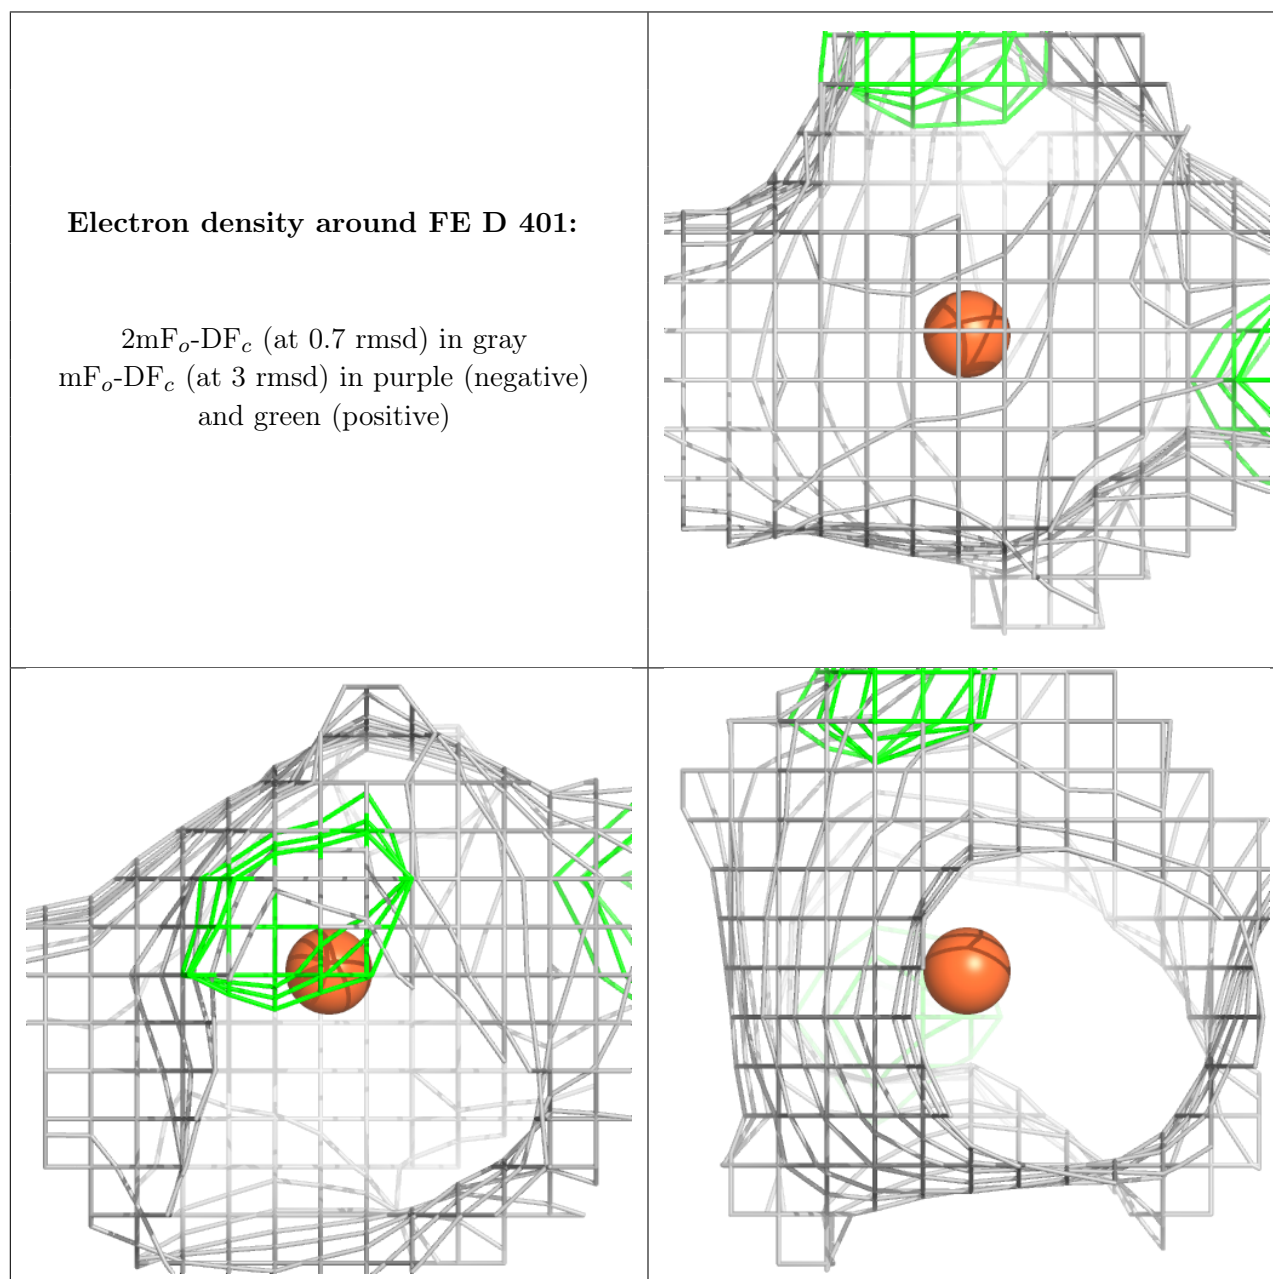 Electron density around FE D 401:
2mFo-DFc (at 0.7 rmsd) in gray
mFo-DFc (at 3 rmsd) in purple (negative)
and green (positive)